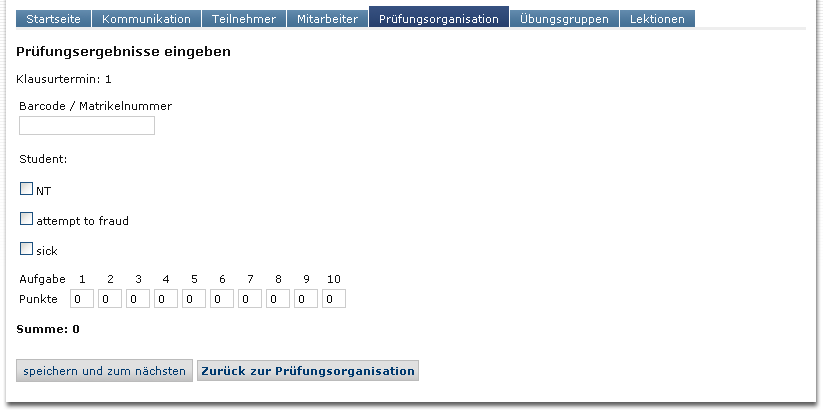 Startseite Kommunikation Teilnehmer Mitarbeiter Prüfungsorganisation Übungsgruppen Lektionen
Prüfungsergebnisse eingeben
Klausurtermin: 1
Barcode / Matrikelnummer
Student:
NT
attempt to fraud
sick
Aufgabe 1 2 3 4 5 6 7 8 9 10
Punkte 0 0 0 0 0 0 0 0 0 0
Summe: 0
speichern und zum nächsten Zurück zur Prüfungsorganisation